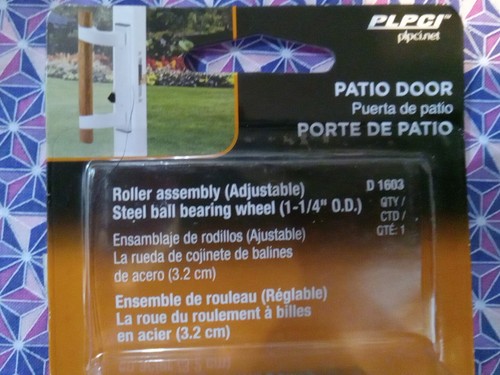 PLPCI
plpci.net
PATIO DOOR
Puerta de patio
PORTE DE PATIO
Roller assembly (Adjustable)
Steel ball bearing wheel (1-1/4" O.D.)
D 1603
QTY /
CTD /
QTÉ: 1
Ensamblaje de rodillos (Ajustable)
La rueda de cojinete de balines
de acero (3.2 cm)
Ensemble de rouleau (Réglable)
La roue du roulement à billes
en acier (3.2 cm)